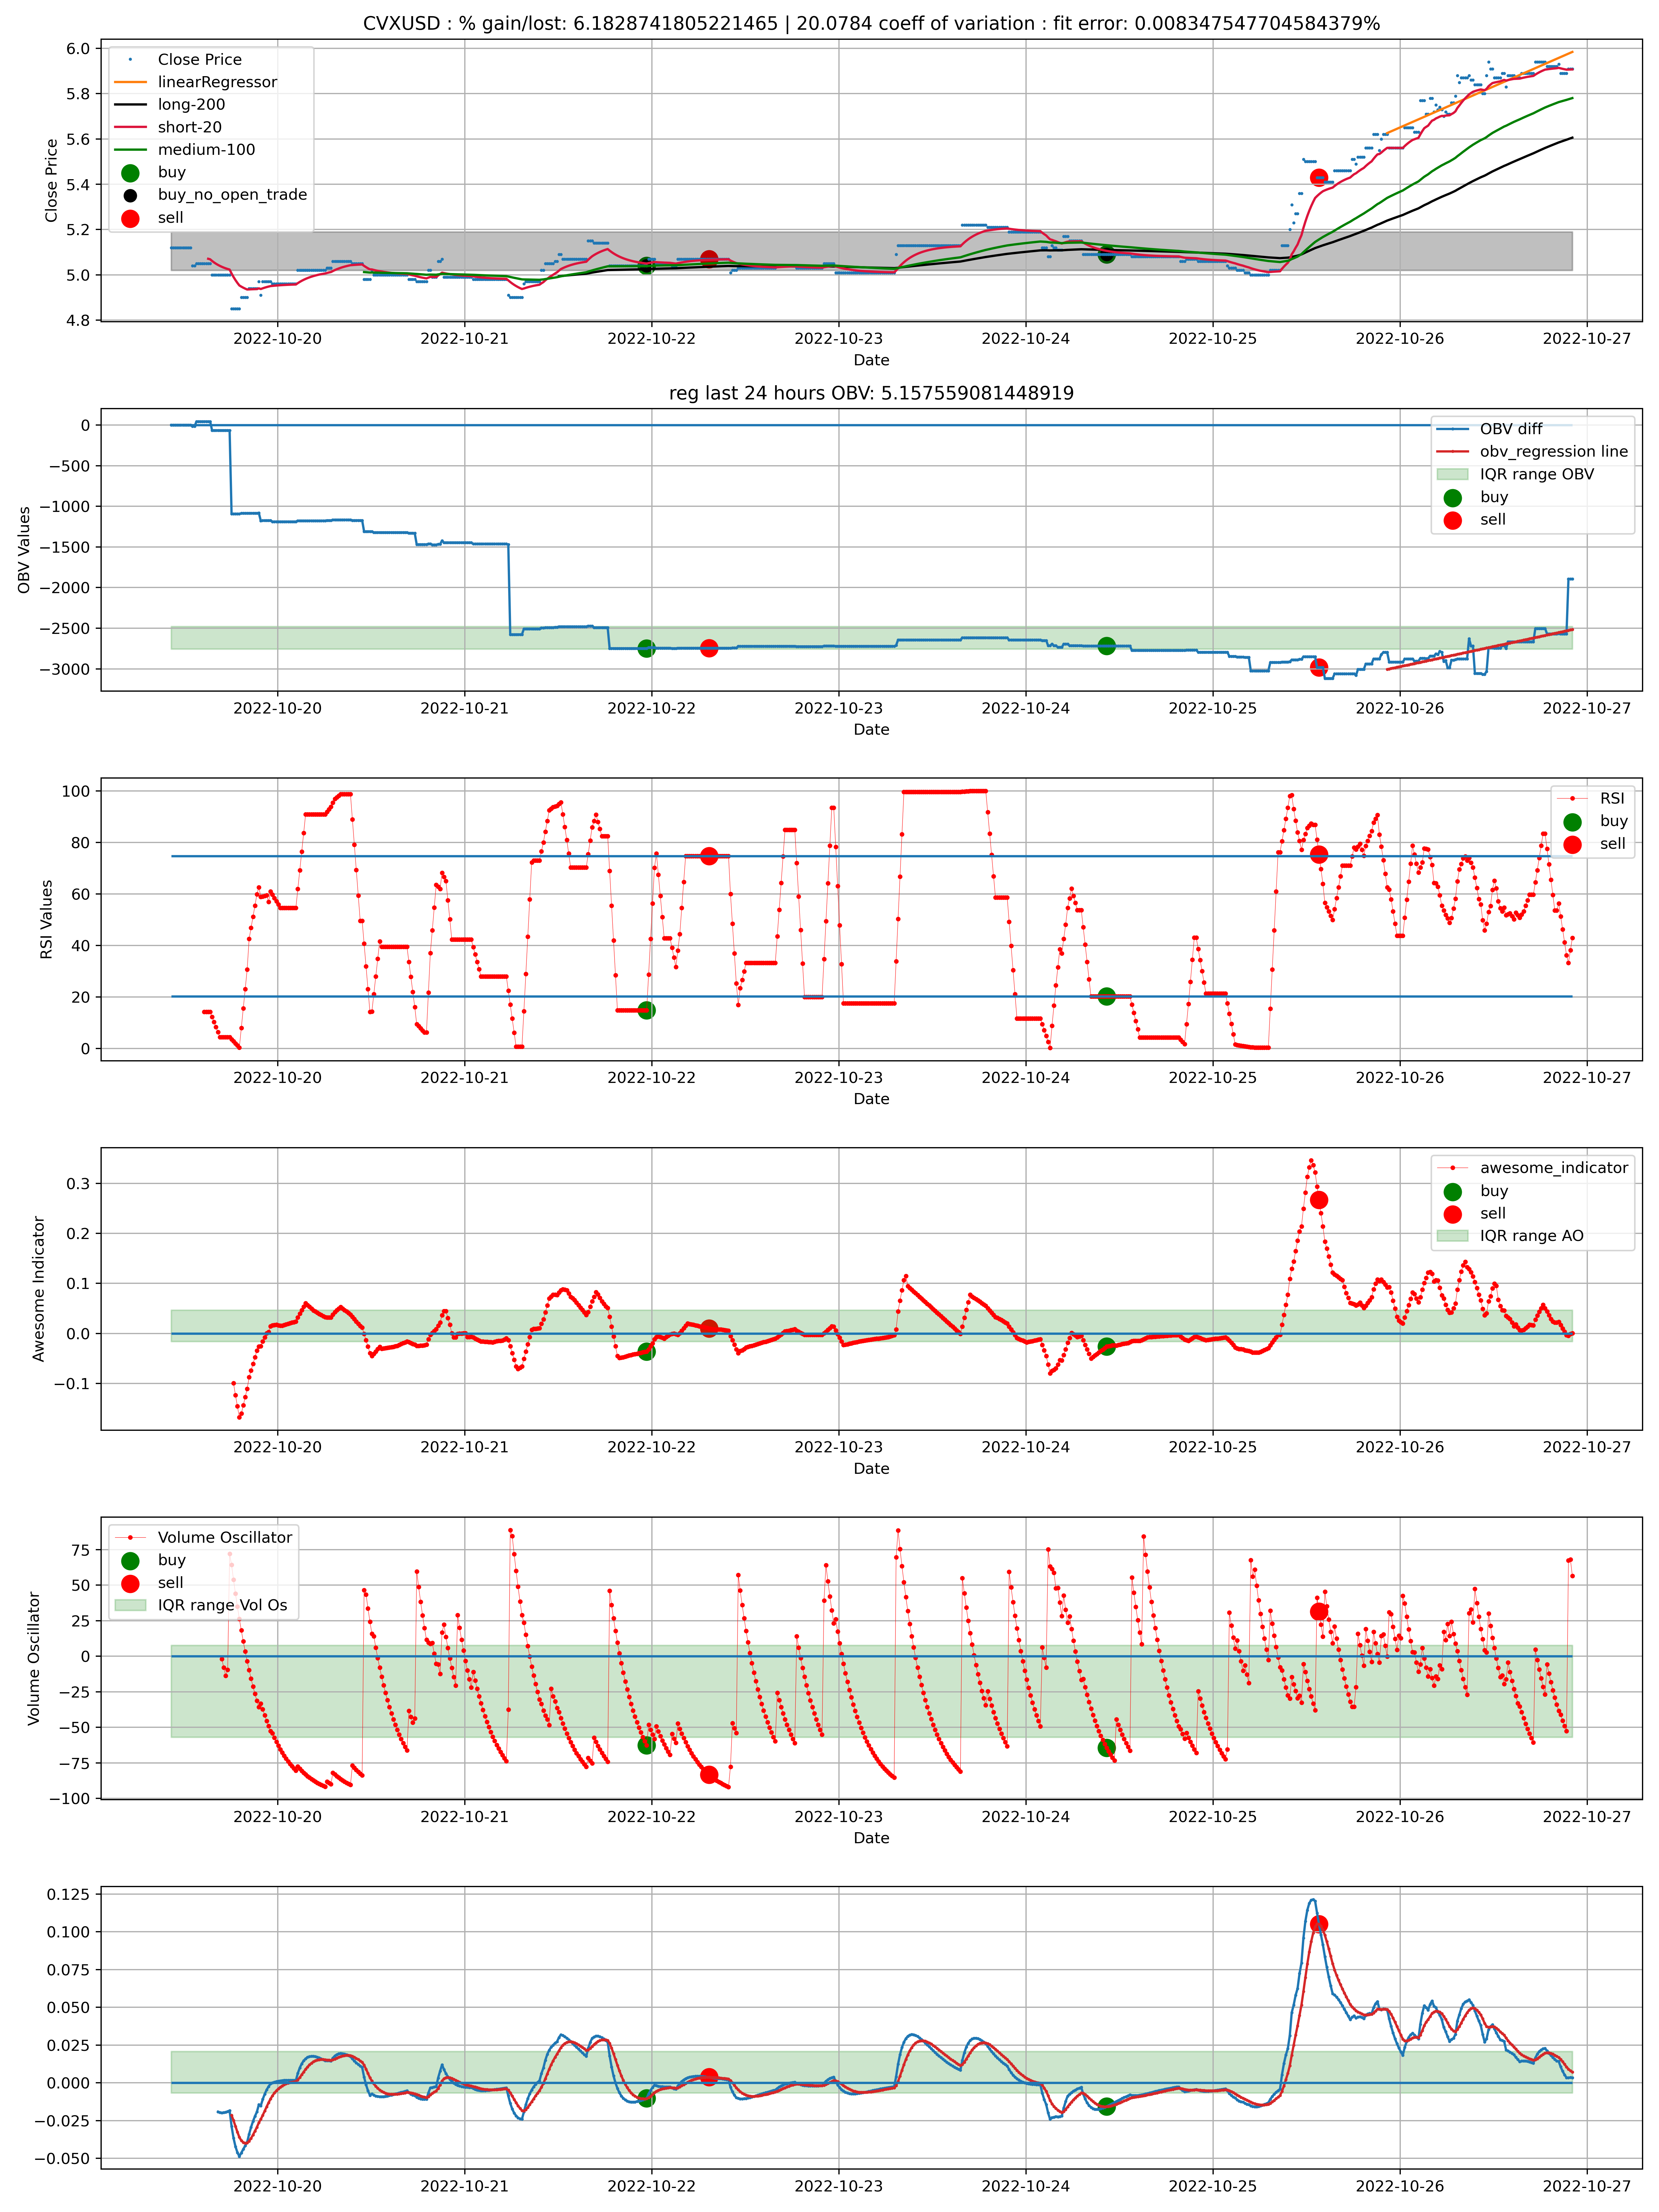 CVXUSD : % gain/lost: 6.1828741805221465 | 20.0784 coeff of variation : fit error: 0.008347547704584379%
6.0
5.8
5.6
5.4
5.2
5.0
4.8
Close Price
Close Price
linearRegressor
long-200
short-20
medium-100
buy
buy_no_open_trade
sell
2022-10-20 2022-10-21 2022-10-22 2022-10-23 2022-10-24 2022-10-25 2022-10-26 2022-10-27
Date
reg last 24 hours OBV: 5.157559081448919
0
−500
−1000
−1500
−2000
−2500
−3000
OBV Values
OBV diff
obv_regression line
IQR range OBV
buy
sell
2022-10-20 2022-10-21 2022-10-22 2022-10-23 2022-10-24 2022-10-25 2022-10-26 2022-10-27
Date
100
80
60
40
20
0
RSI Values
RSI
buy
sell
2022-10-20 2022-10-21 2022-10-22 2022-10-23 2022-10-24 2022-10-25 2022-10-26 2022-10-27
Date
0.3
0.2
0.1
0.0
−0.1
Awesome Indicator
awesome_indicator
buy
sell
IQR range AO
2022-10-20 2022-10-21 2022-10-22 2022-10-23 2022-10-24 2022-10-25 2022-10-26 2022-10-27
Date
75
50
25
0
−25
−50
−75
−100
Volume Oscillator
Volume Oscillator
buy
sell
IQR range Vol Os
2022-10-20 2022-10-21 2022-10-22 2022-10-23 2022-10-24 2022-10-25 2022-10-26 2022-10-27
Date
0.125
0.100
0.075
0.050
0.025
0.000
−0.025
−0.050
2022-10-20 2022-10-21 2022-10-22 2022-10-23 2022-10-24 2022-10-25 2022-10-26 2022-10-27